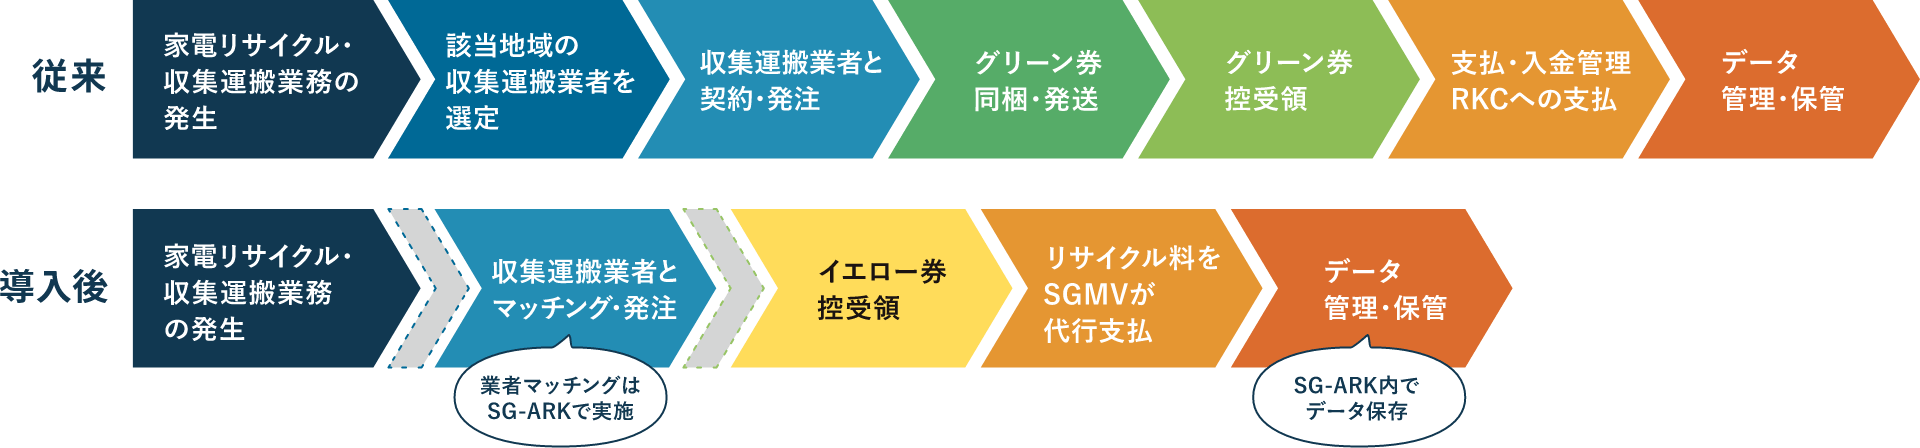 従来
家電リサイクル・
収集運搬業務の
発生
該当地域の
収集運搬業者を
選定
収集運搬業者と
契約・発注
グリーン券
同梱・発送
グリーン券
控受領
支払・入金管理
RKCへの支払
データ
管理・保管
導入後
家電リサイクル・
収集運搬業務
の発生
収集運搬業者と
マッチング・発注
業者マッチングは
SG-ARKで実施
イエロー券
控受領
リサイクル料を
SGMVが
代行支払
データ
管理・保管
SG-ARK内で
データ保存